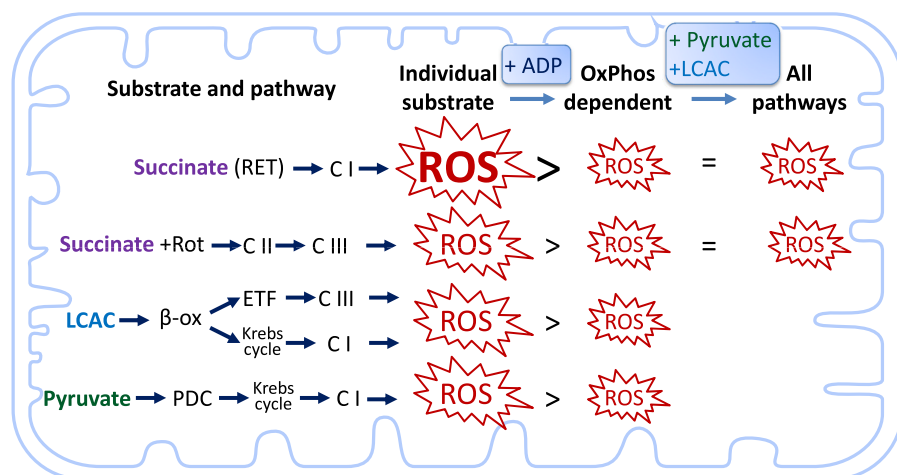 Substrate and pathway
Individual
substrate
+ ADP
OxPhos
dependent
+ Pyruvate
+LCAC
All
pathways
Succinate (RET) C I ROS > ROS = ROS
Succinate +Rot C II C III ROS > ROS = ROS
LCAC β-ox ETF C III
Krebs
cycle C I
ROS > ROS
Pyruvate PDC Krebs
cycle C I ROS > ROS